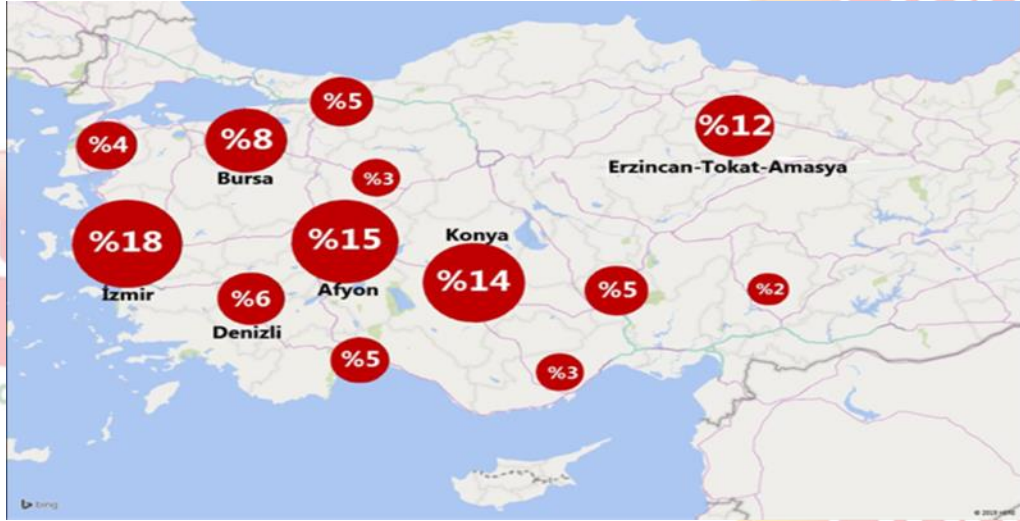 %5
%12
%4
%8
Erzincan-Tokat-Amasya
Bursa
%3
%18
%15
Konya
%14
İzmir
%6
Afyon
%5
%2
Denizli
%5
%3
bing